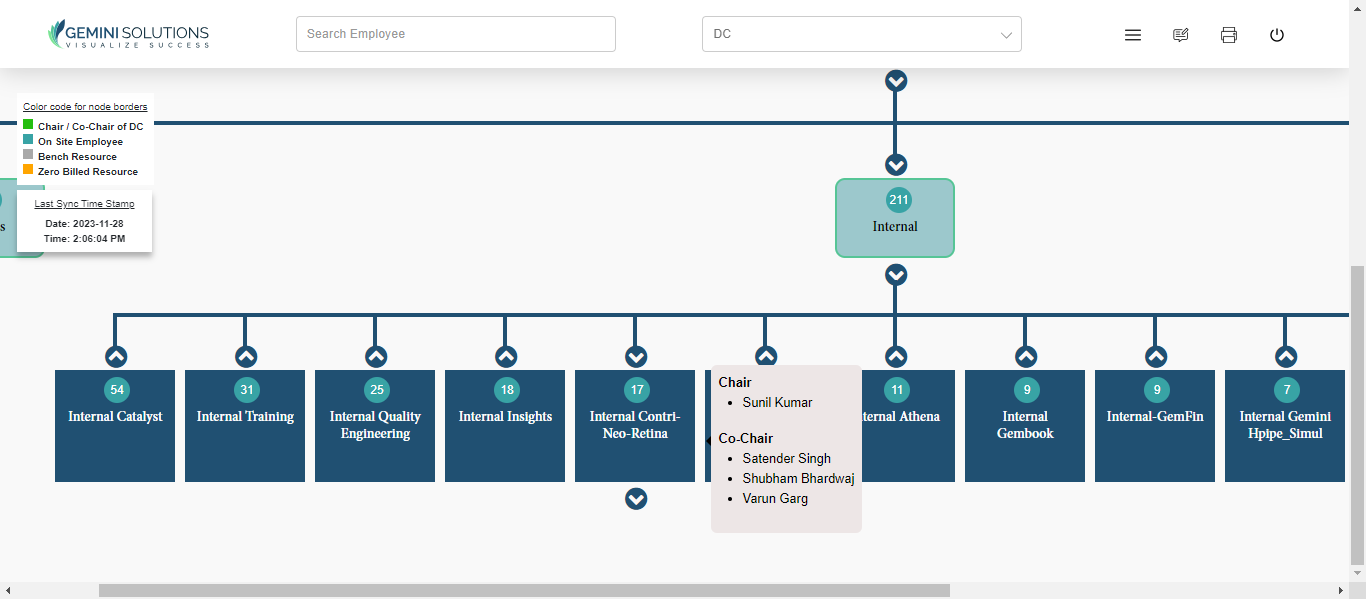 GEMINI SOLUTIONS
VISUALIZE SUCCESS
Search Employee
DC
Color code for node borders
Chair / Co-Chair of DC
On Site Employee
Bench Resource
Zero Billed Resource
Last Sync Time Stamp
Date: 2023-11-28
Time: 2:06:04 PM
s
211
Internal
54
Internal Catalyst
31
Internal Training
25
Internal Quality
Engineering
18
Internal Insights
17
Internal Contri-
Neo-Retina
Chair
• Sunil Kumar
Co-Chair
• Satender Singh
• Shubham Bhardwaj
• Varun Garg
11
ternal Athena
9
Internal
Gembook
9
Internal-GemFin
7
Internal Gemini
Hpipe_Simul